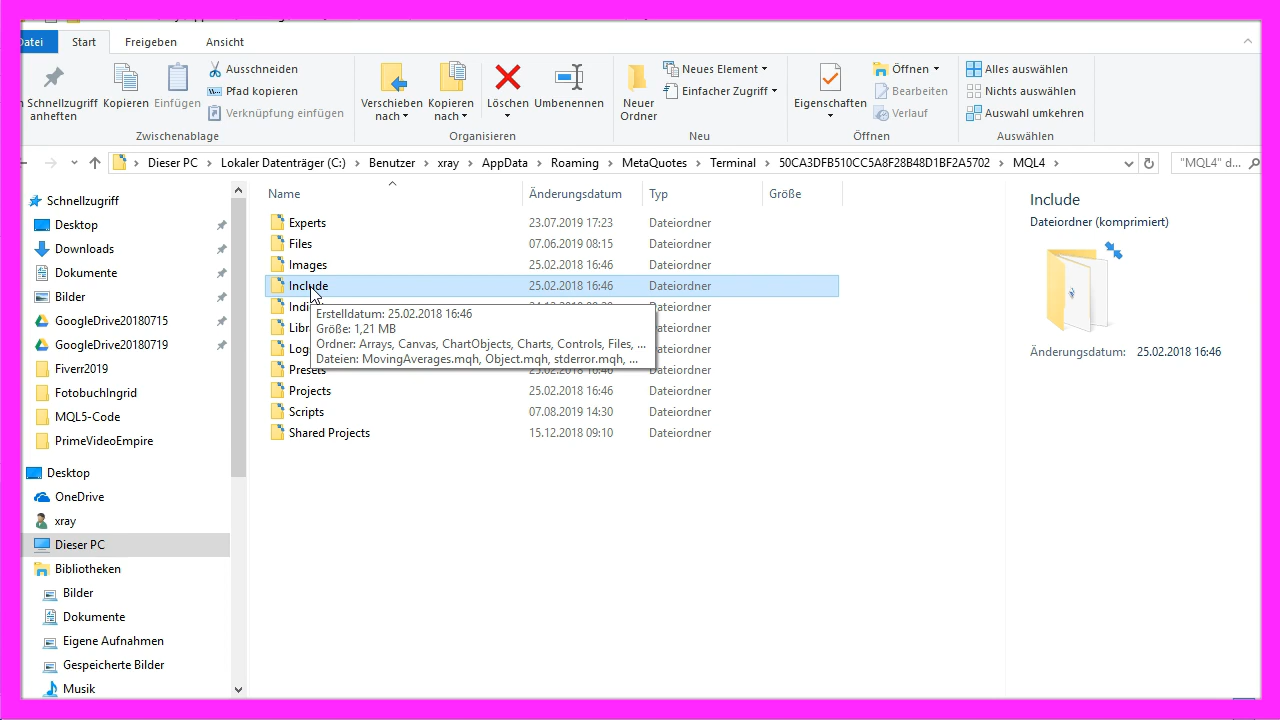 Datei Start Freigeben Ansicht
Schnellzugriff
anheften
Kopieren
Einfügen
Ausschneiden
Pfad kopieren
Verknüpfung einfügen
Zwischenablage
Verschieben
nach
Kopieren
nach
Löschen
Umbenennen
Organisieren
Neuer
Ordner
Neues Element
Einfacher Zugriff
Neu
Eigenschaften
Öffnen
Bearbeiten
Verlauf
Öffnen
Alles auswählen
Nichts auswählen
Auswahl umkehren
Auswählen
Dieser PC > Lokaler Datenträger (C:) > Benutzer > xray > AppData > Roaming > MetaQuotes > Terminal > 50CA3DFB510CC5A8F28B48D1BF2A5702 > MQL4 >
"MQL4" d...
Schnellzugriff
Desktop
Downloads
Dokumente
Bilder
GoogleDrive20180715
GoogleDrive20180719
Fiverr2019
FotobuchIngrid
MQL5-Code
PrimeVideoEmpire
Desktop
OneDrive
xray
Dieser PC
Bibliotheken
Bilder
Dokumente
Eigene Aufnahmen
Gespeicherte Bilder
Musik
Name Änderungsdatum Typ Größe
Experts 23.07.2019 17:23 Dateiordner
Files 07.06.2019 08:15 Dateiordner
Images 25.02.2018 16:46 Dateiordner
Include 25.02.2018 16:46 Dateiordner
Dateiordner
Dateiordner
Dateiordner
Presets 25.02.2018 16:46 Dateiordner
Projects 25.02.2018 16:46 Dateiordner
Scripts 07.08.2019 14:30 Dateiordner
Shared Projects 15.12.2018 09:10 Dateiordner
Erstelldatum: 25.02.2018 16:46
Größe: 1,21 MB
Ordner: Arrays, Canvas, ChartObjects, Charts, Controls, Files, ...
Dateien: MovingAverages.mqh, Object.mqh, stderror.mqh, ...
Include
Dateiordner (komprimiert)
Änderungsdatum: 25.02.2018 16:46